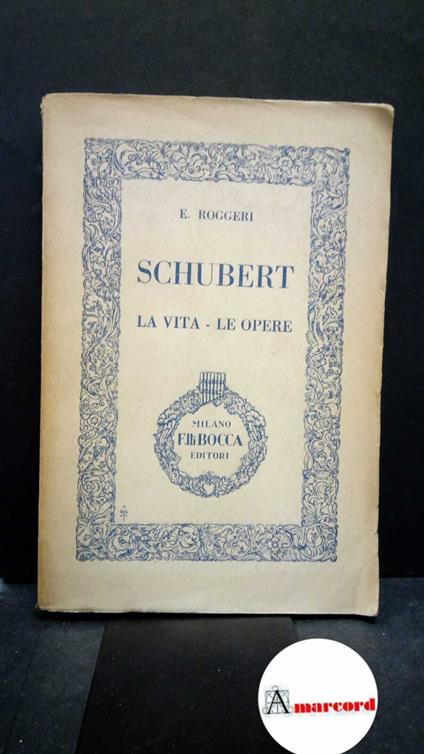 E. ROGGERI
SCHUBERT
LA VITA - LE OPERE
MILANO
F.lli BOCCA
EDITORI
Amarcord